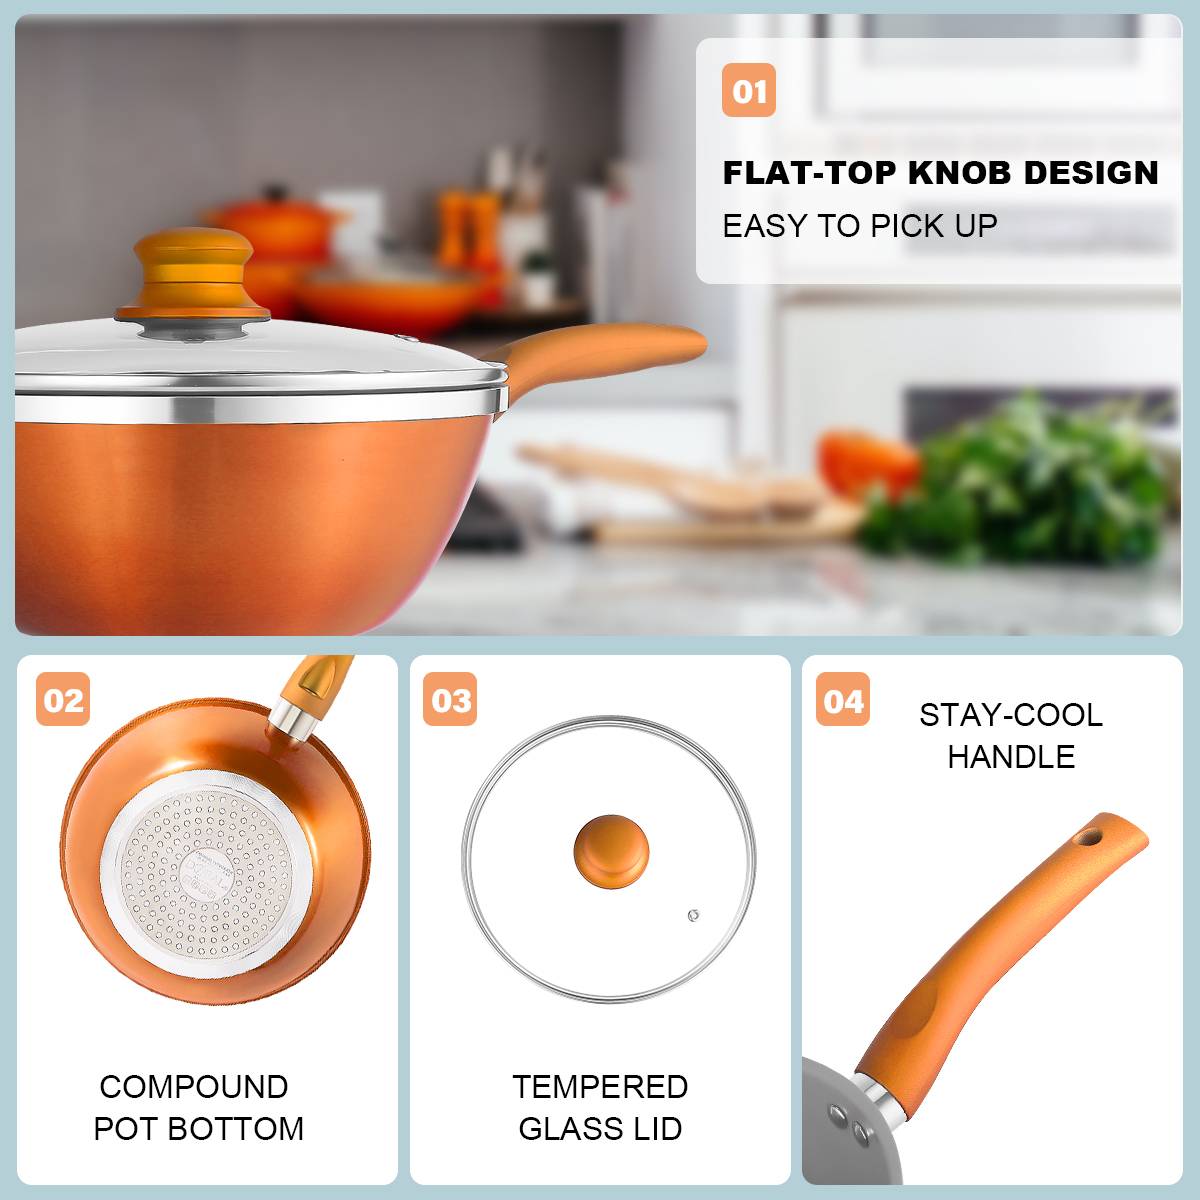 01
FLAT-TOP KNOB DESIGN
EASY TO PICK UP
02
COMPOUND
POT BOTTOM
03
TEMPERED
GLASS LID
04
STAY-COOL
HANDLE